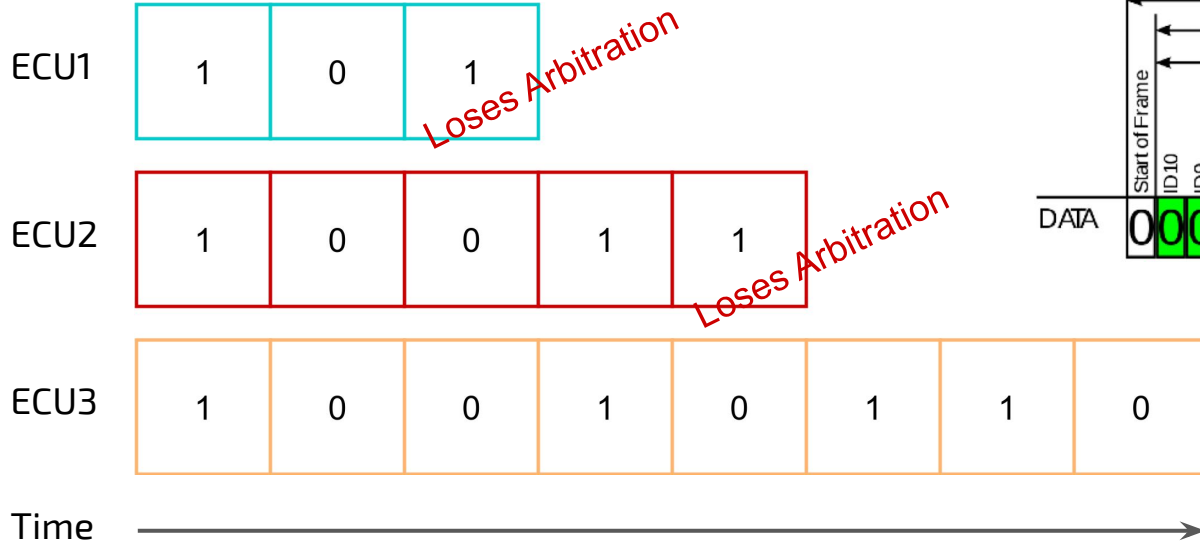 ECU1
1 0 1
Loses Arbitration
ECU2
1 0 0 1 1
Loses Arbitration
ECU3
1 0 0 1 0 1 1 0
Time
Start of Frame
ID10
DATA
0 0